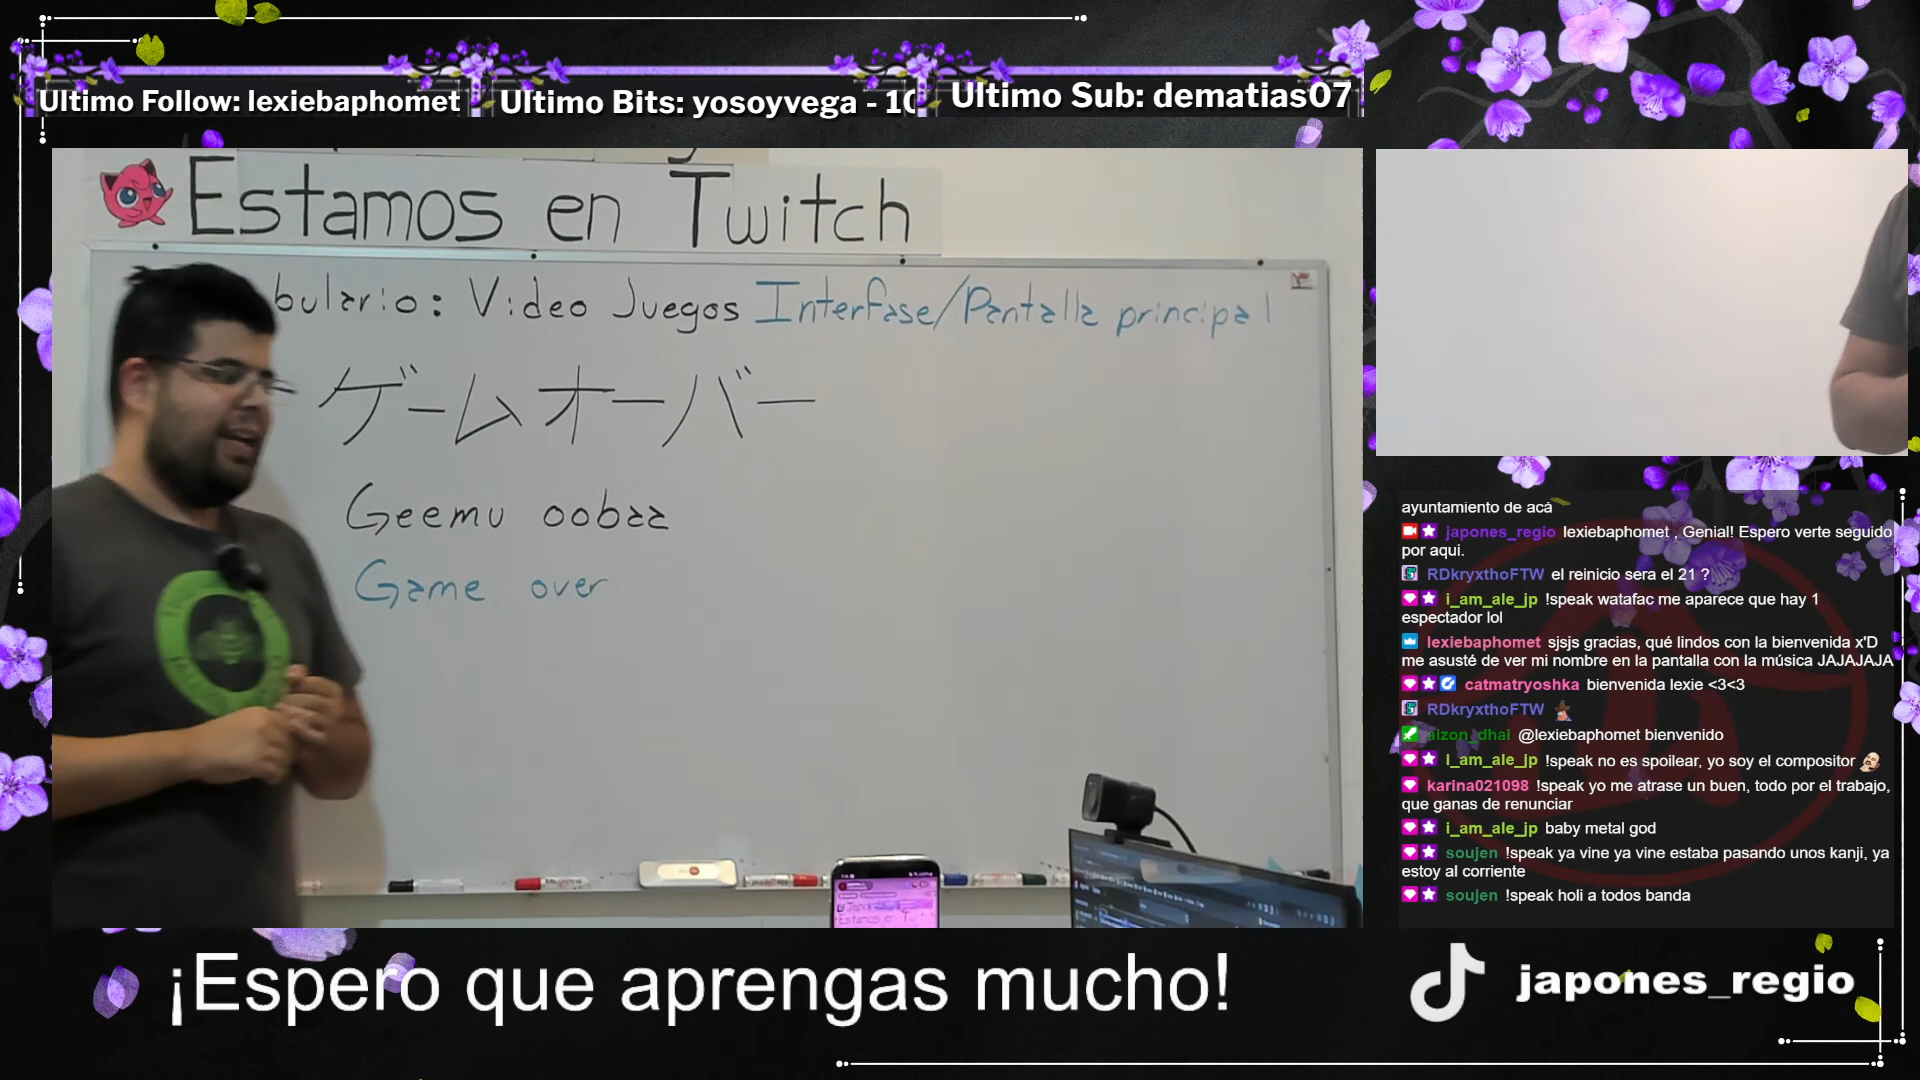 Ultimo Follow: lexiebaphomet
Ultimo Bits: yosoyvega - 10
Ultimo Sub: dematias07
Estamos en Twitch
bulario: Video Juegos Interfase/Pantalla principal
ゲームオーバー
Geemu oobaa
Game over
ayuntamiento de acá
japones_regio lexiebaphomet , Genial! Espero verte seguido
por aqui.
RDkryxthoFTW el reinicio sera el 21 ?
i_am_ale_jp !speak watafac me aparece que hay 1
espectador lol
lexiebaphomet sjsjs gracias, qué lindos con la bienvenida x'D
me asusté de ver mi nombre en la pantalla con la música JAJAJAJA
catmatryoshka bienvenida lexie <3<3
RDkryxthoFTW
aizon_dhai @lexiebaphomet bienvenido
i_am_ale_jp !speak no es spoilear, yo soy el compositor
karina021098 !speak yo me atrase un buen, todo por el trabajo,
que ganas de renunciar
i_am_ale_jp baby metal god
soujen !speak ya vine ya vine estaba pasando unos kanji, ya
estoy al corriente
soujen !speak holi a todos banda
¡Espero que aprengas mucho!
japones_regio